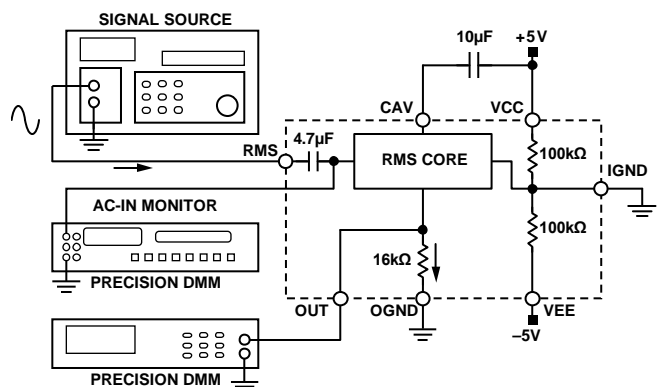 SIGNAL SOURCE
10µF
+5V
CAV
VCC
4.7µF
RMS
RMS CORE
100kΩ
IGND
AC-IN MONITOR
100kΩ
16kΩ
PRECISION DMM
OUT
OGND
VEE
–5V
PRECISION DMM